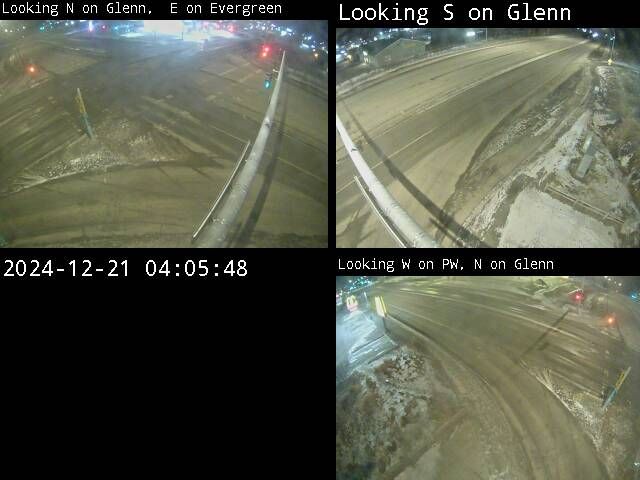 Looking N on Glenn,  E on Evergreen
Looking S on Glenn
2024-12-21 04:05:48
Looking W on PW, N on Glenn